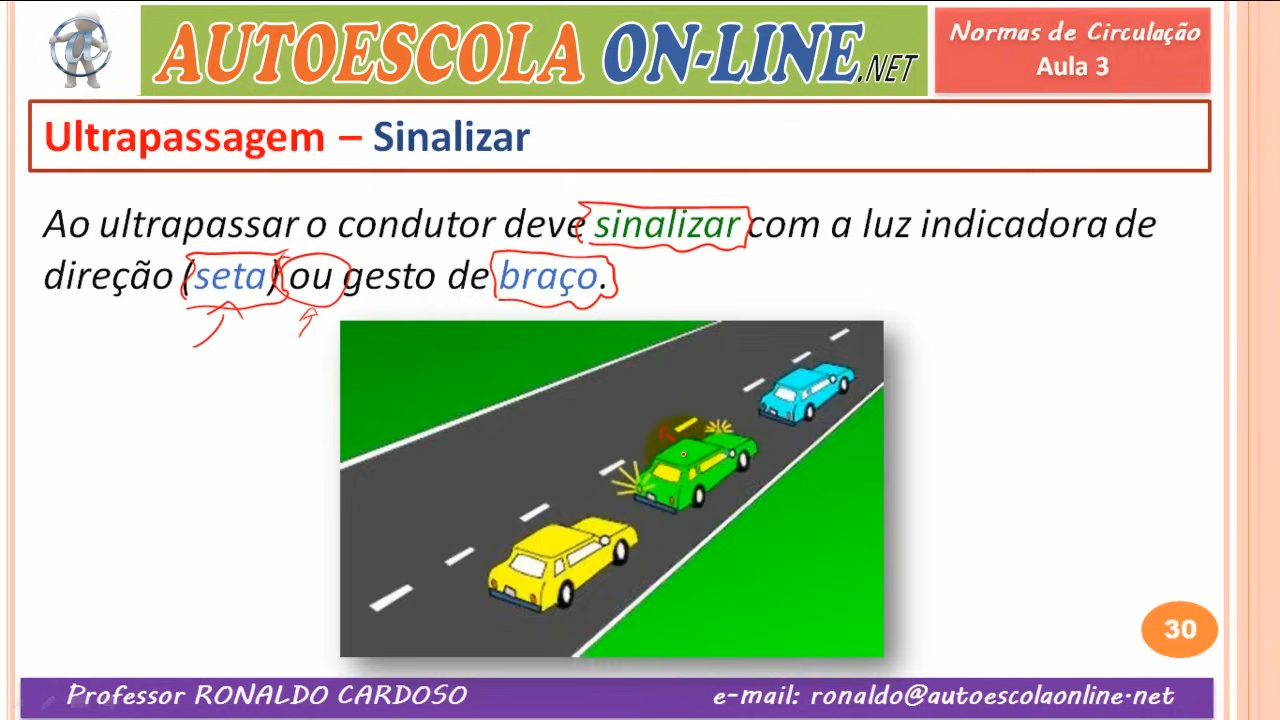 AUTOESCOLA ON-LINE.NET
Normas de Circulação
Aula 3
Ultrapassagem – Sinalizar
Ao ultrapassar o condutor deve sinalizar com a luz indicadora de
direção (seta) ou gesto de braço.
30
Professor RONALDO CARDOSO
e-mail: ronaldo@autoescolaonline.net